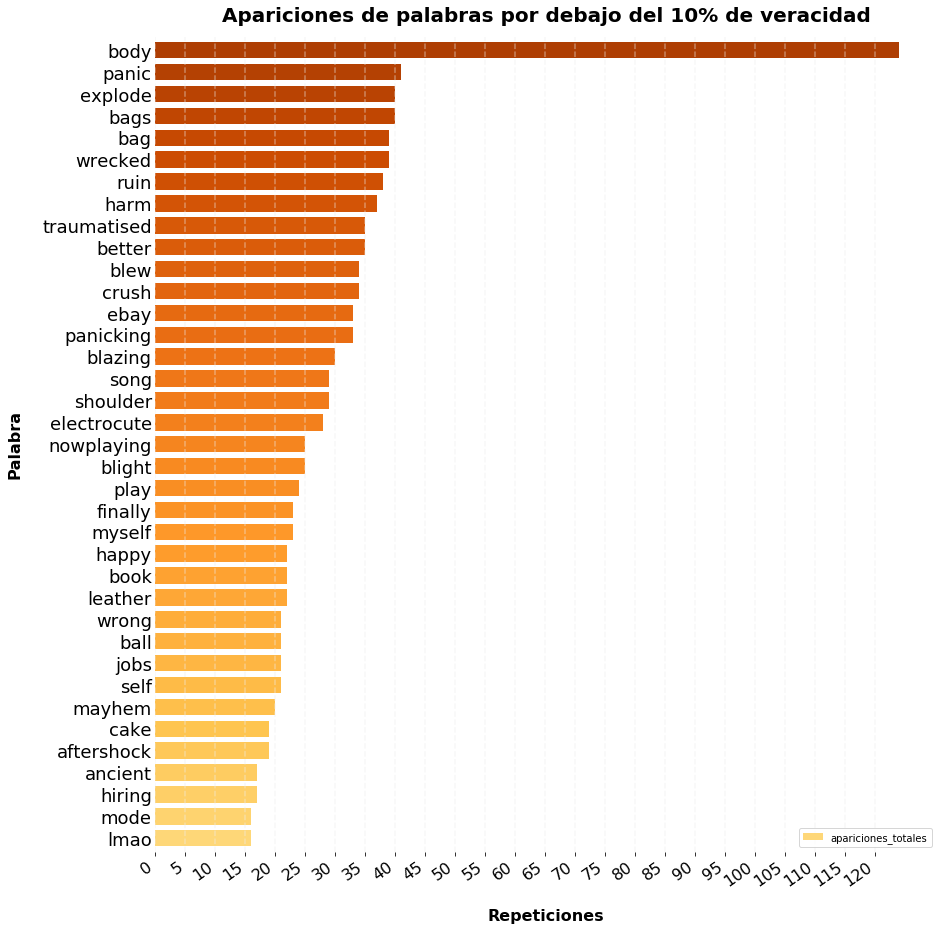 Apariciones de palabras por debajo del 10% de veracidad
Palabra
body
panic
explode
bags
bag
wrecked
ruin
harm
traumatised
better
blew
crush
ebay
panicking
blazing
song
shoulder
electrocute
nowplaying
blight
play
finally
myself
happy
book
leather
wrong
ball
jobs
self
mayhem
cake
aftershock
ancient
hiring
mode
lmao
apariciones_totales
0 5 10 15 20 25 30 35 40 45 50 55 60 65 70 75 80 85 90 95 100 105 110 115 120
Repeticiones